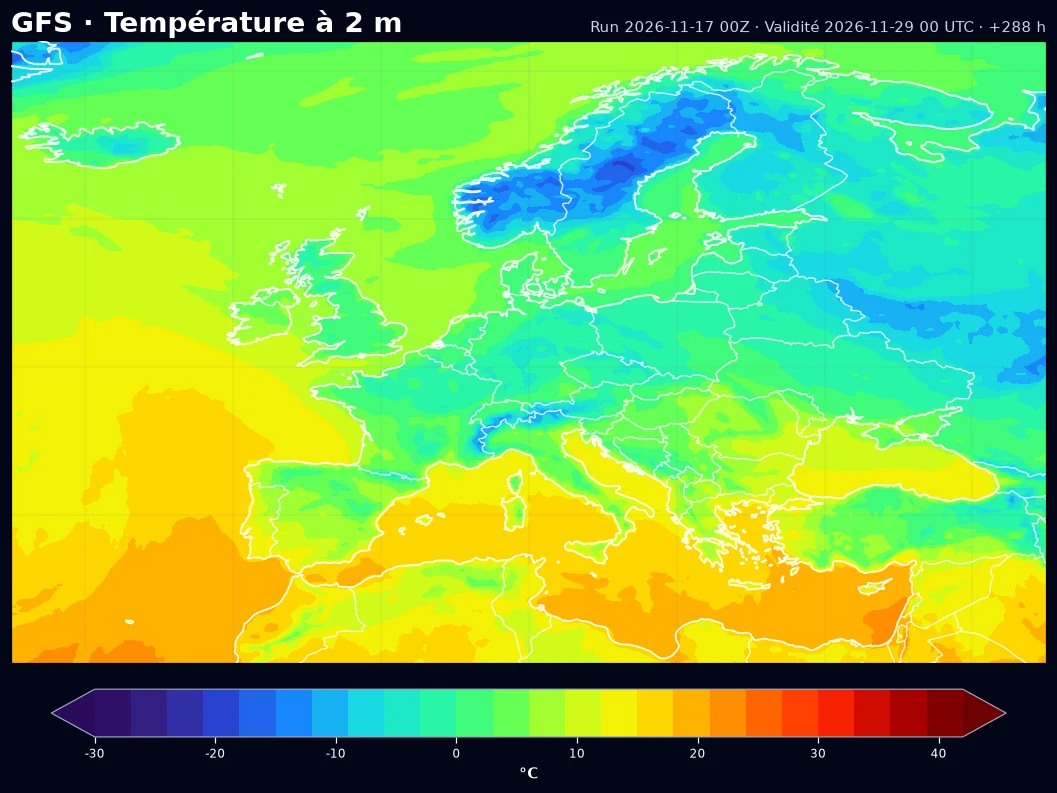 GFS · Température à 2 m
Run 2026-11-17 00Z · Validité 2026-11-29 00 UTC · +288 h
-30 -20 -10 0 10 20 30 40
°C